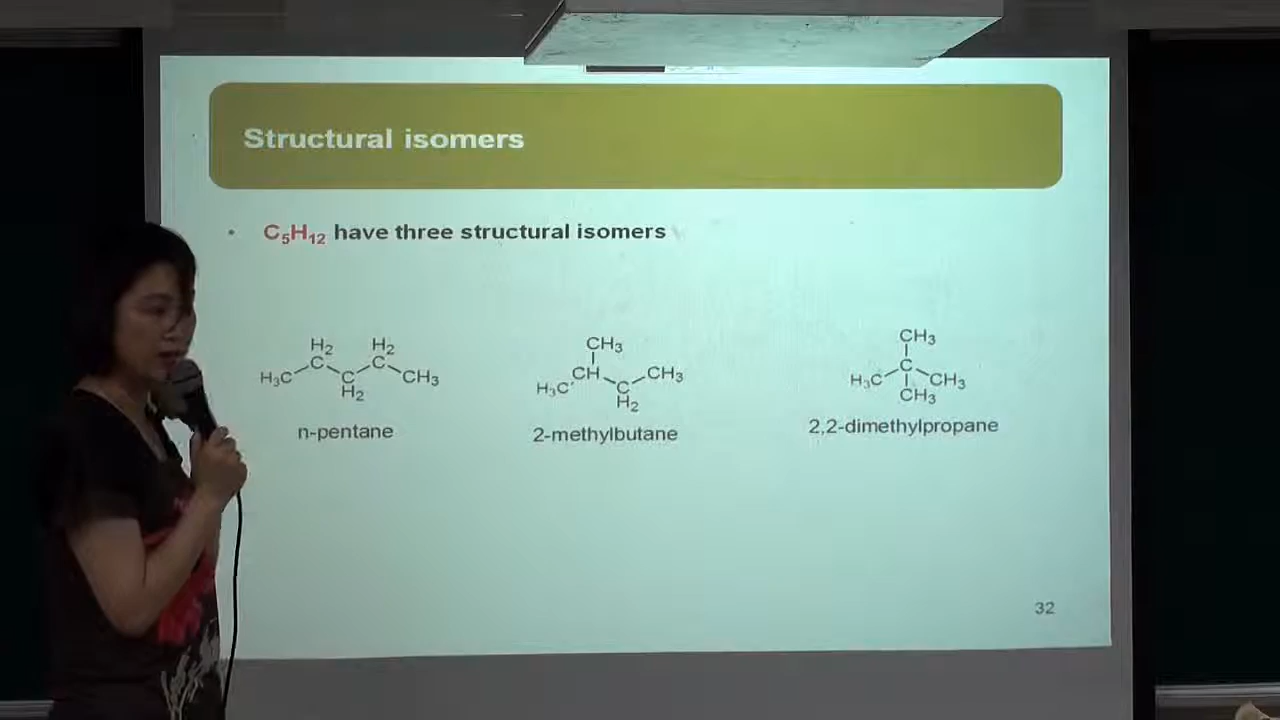 Structural isomers
• C5H12 have three structural isomers
H2 H2
H3C C C C CH3
H2
n-pentane
CH3
CH CH3
H3C C
H2
2-methylbutane
CH3
C
H3C CH3
CH3
2,2-dimethylpropane
32